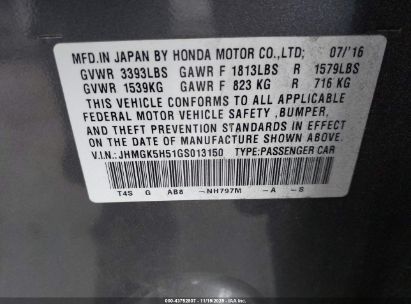 MFD.IN JAPAN BY HONDA MOTOR CO.,LTD; 07/'16
GVWR 3393LBS GAWR F 1813LBS R 1579LBS
GVWR 1539KG GAWR F 823 KG R 716 KG
THIS VEHICLE CONFORMS TO ALL APPLICABLE
FEDERAL MOTOR VEHICLE SAFETY ,BUMPER,
AND THEFT PREVENTION STANDARDS IN EFFECT
ON THE DATE OF MANUFACTURE SHOWN ABOVE.
V.I.N.: JHMGK5H51GS013150 TYPE:PASSENGER CAR
T4S G AB8 -NH797M -A -S